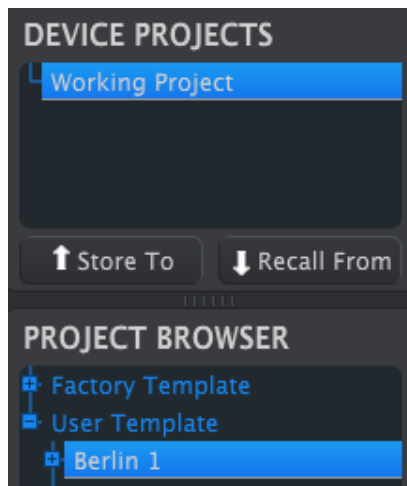 DEVICE PROJECTS
Working Project
Store To
Recall From
PROJECT BROWSER
Factory Template
User Template
Berlin 1